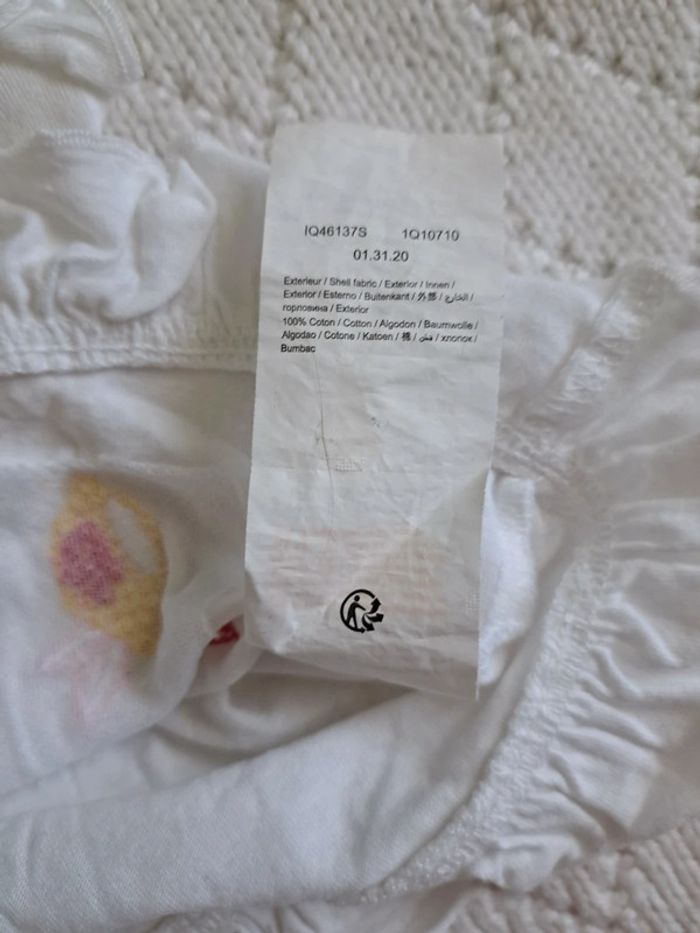 IQ46137S 1Q10710
01.31.20
Exterieur / Shell fabric / Exterior / Innen /
Exterior / Esterno / Buitenkant / 外部 / الخارج /
горловина / Exterior
100% Coton / Cotton / Algodon / Baumwolle /
Algodao / Cotone / Katoen / 棉 / قطن / хлопок /
Bumbac